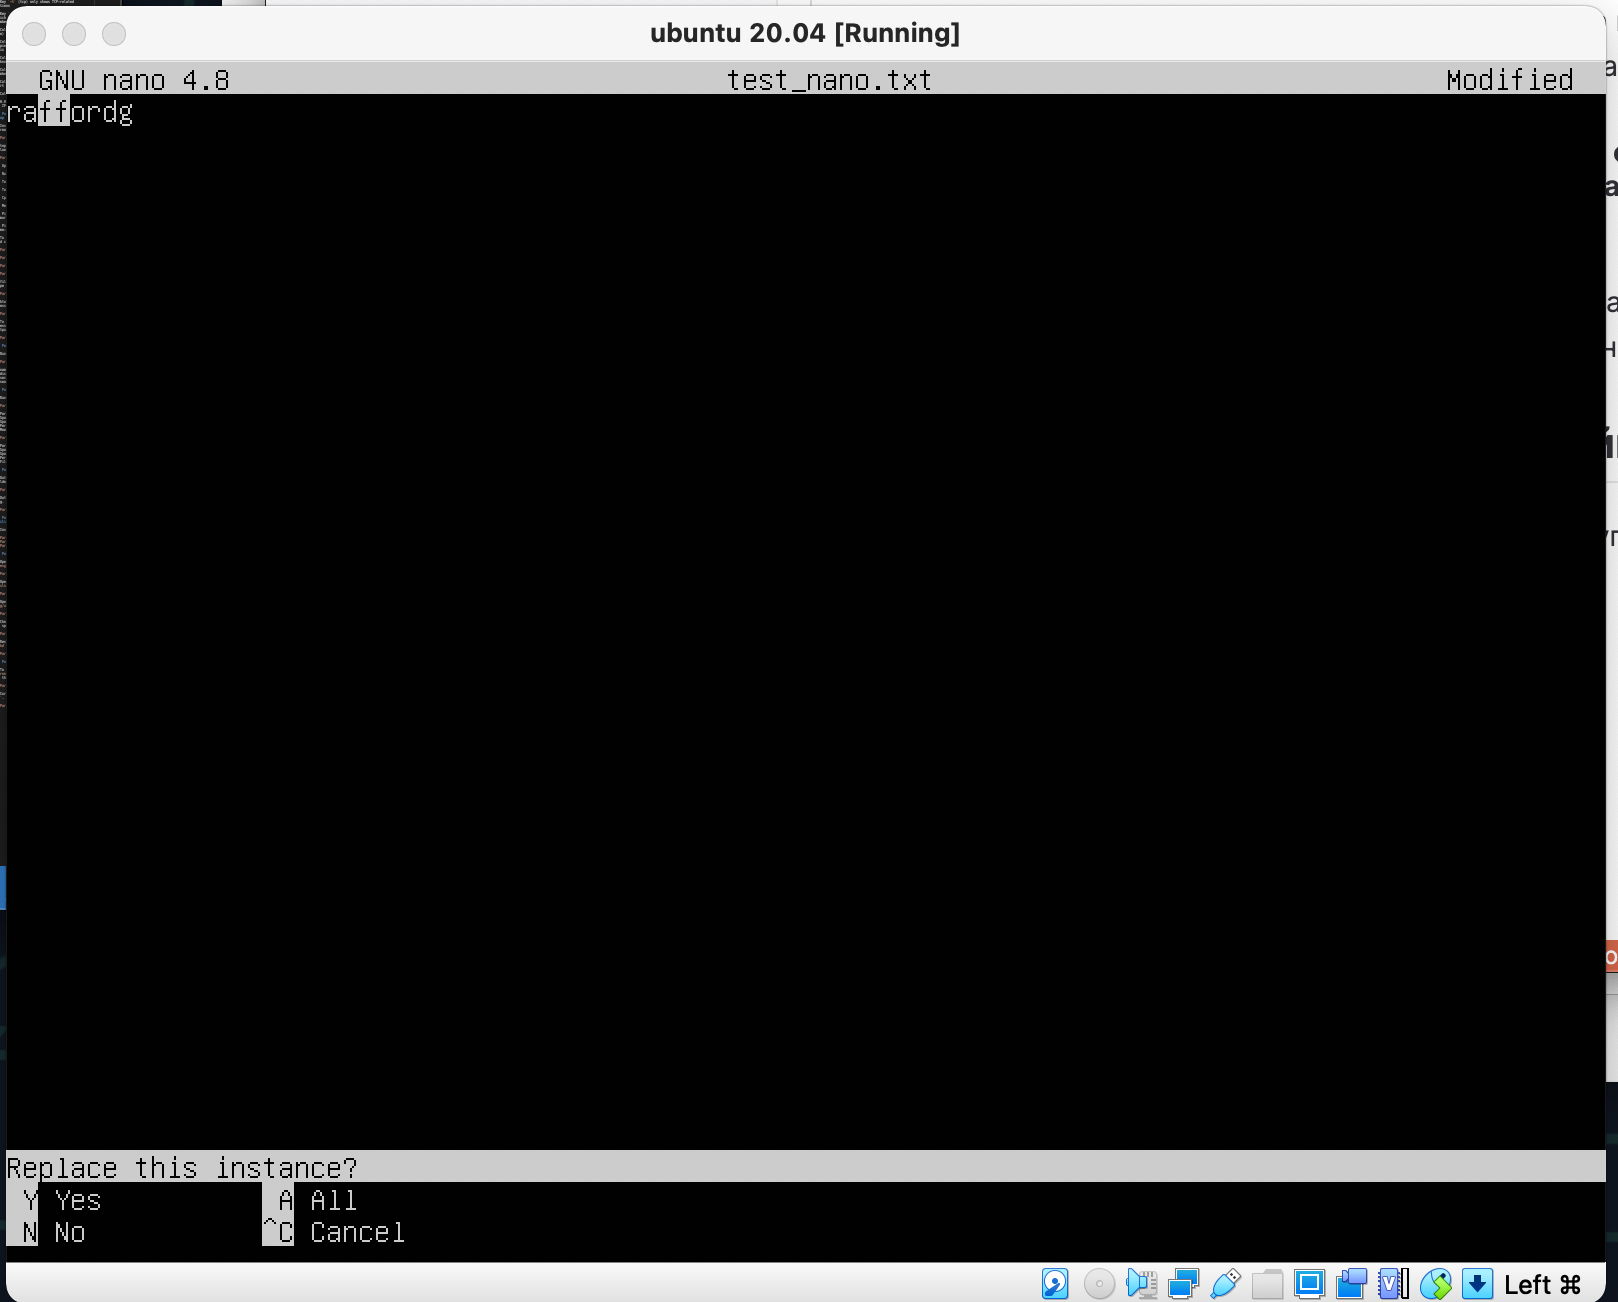 ubuntu 20.04 [Running]
GNU nano 4.8 test_nano.txt Modified
raffordg
Replace this instance?
Y Yes A All
N No ^C Cancel
Left ⌘